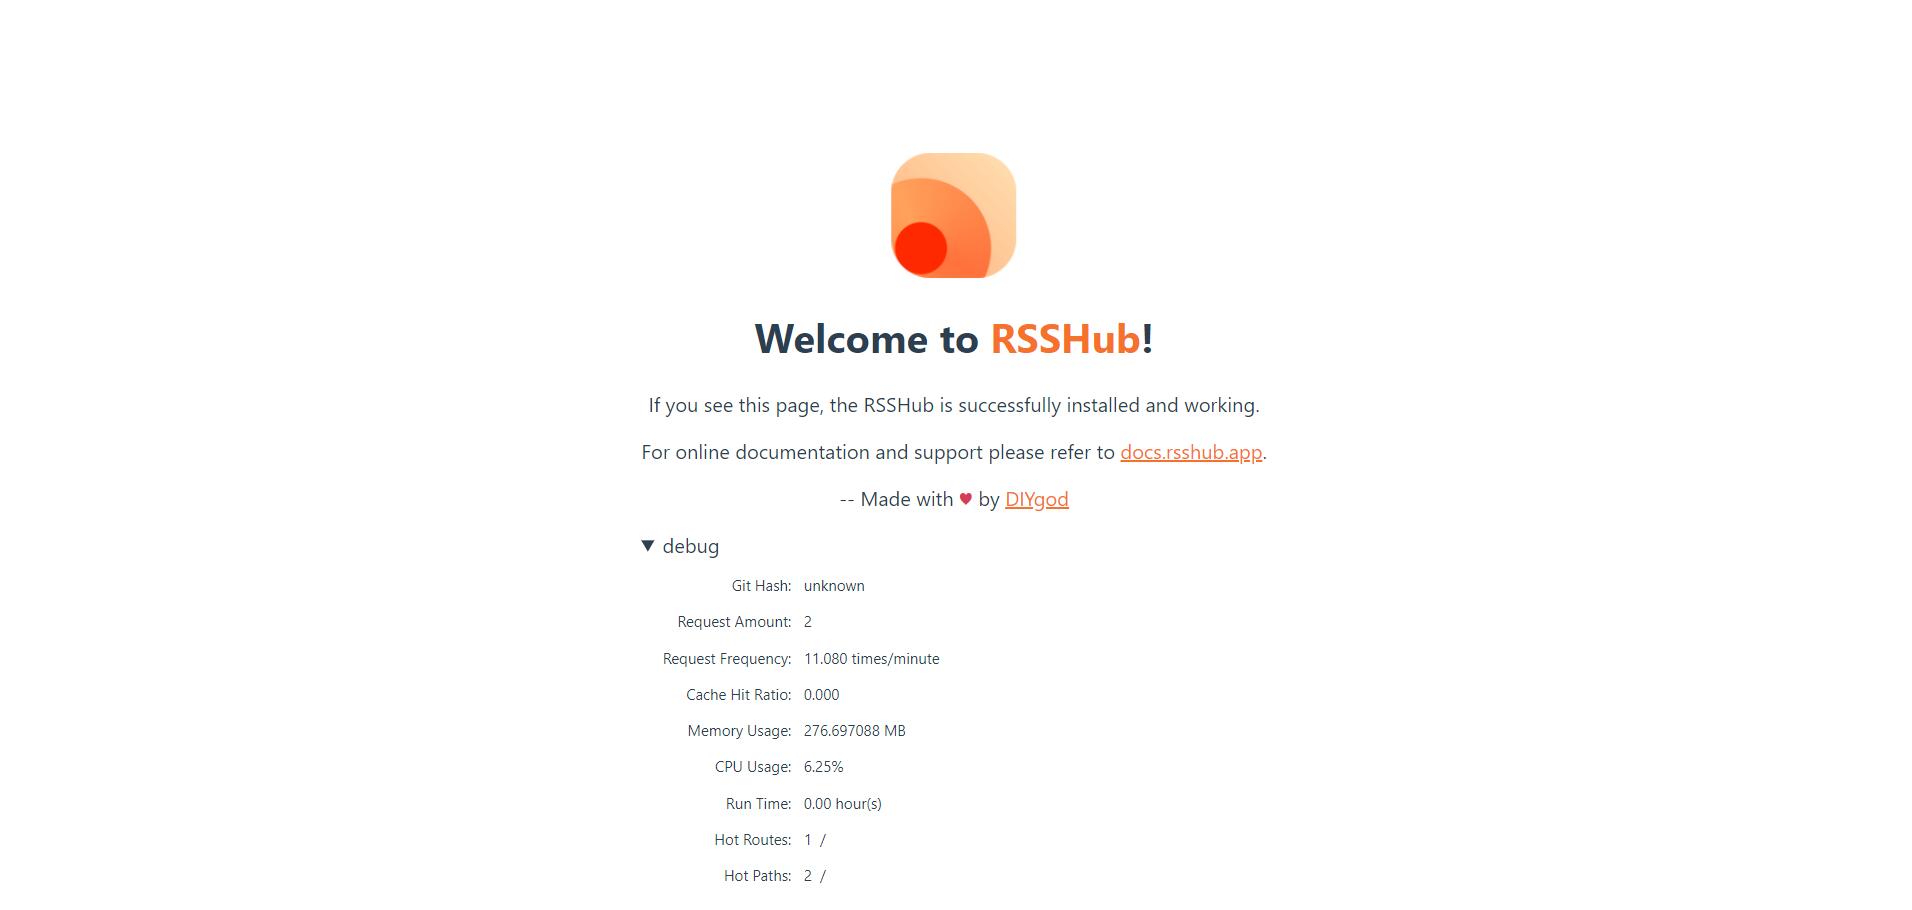 Welcome to RSSHub!
If you see this page, the RSSHub is successfully installed and working.
For online documentation and support please refer to docs.rsshub.app.
-- Made with ♥ by DIYgod
▼ debug
Git Hash: unknown
Request Amount: 2
Request Frequency: 11.080 times/minute
Cache Hit Ratio: 0.000
Memory Usage: 276.697088 MB
CPU Usage: 6.25%
Run Time: 0.00 hour(s)
Hot Routes: 1 /
Hot Paths: 2 /